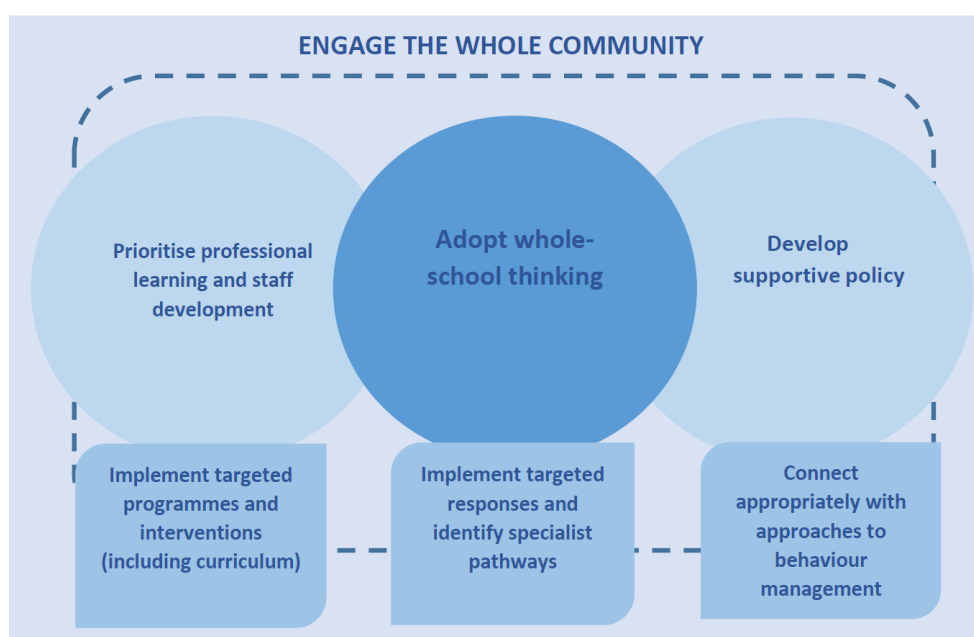 ENGAGE THE WHOLE COMMUNITY
Prioritise professional
learning and staff
development
Adopt whole-
school thinking
Develop
supportive policy
Implement targeted
programmes and
interventions
(including curriculum)
Implement targeted
responses and
identify specialist
pathways
Connect
appropriately with
approaches to
behaviour
management